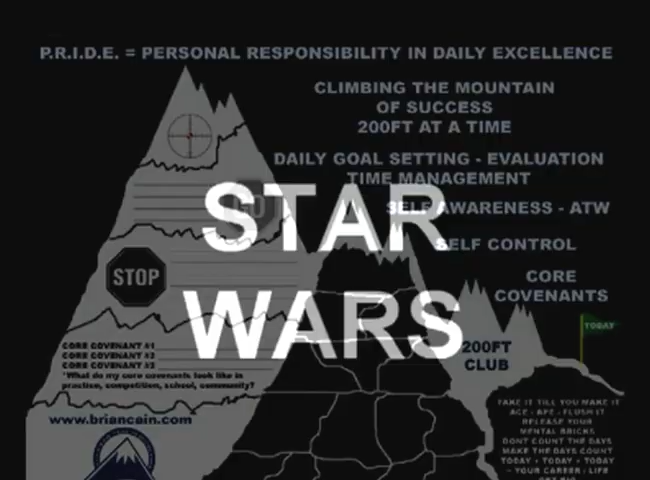 P.R.I.D.E. = PERSONAL RESPONSIBILITY IN DAILY EXCELLENCE
CLIMBING THE MOUNTAIN
OF SUCCESS
200FT AT A TIME
DAILY GOAL SETTING - EVALUATION
TIME MANAGEMENT
GO!
SELF AWARENESS - ATW
STAR
SELF CONTROL
STOP
CORE
COVENANTS
WARS
TODAY
200FT
CLUB
CORE COVENANT #1
CORE COVENANT #2
CORE COVENANT #3
"What do my core covenants look like in
practice, competition, school, community?
www.briancain.com
FAKE IT TILL YOU MAKE IT
ACE - APE - FLUSH IT
RELEASE YOUR
MENTAL BRICKS
DONT COUNT THE DAYS
MAKE THE DAYS COUNT
TODAY + TODAY + TODAY
= YOUR CAREER / LIFE